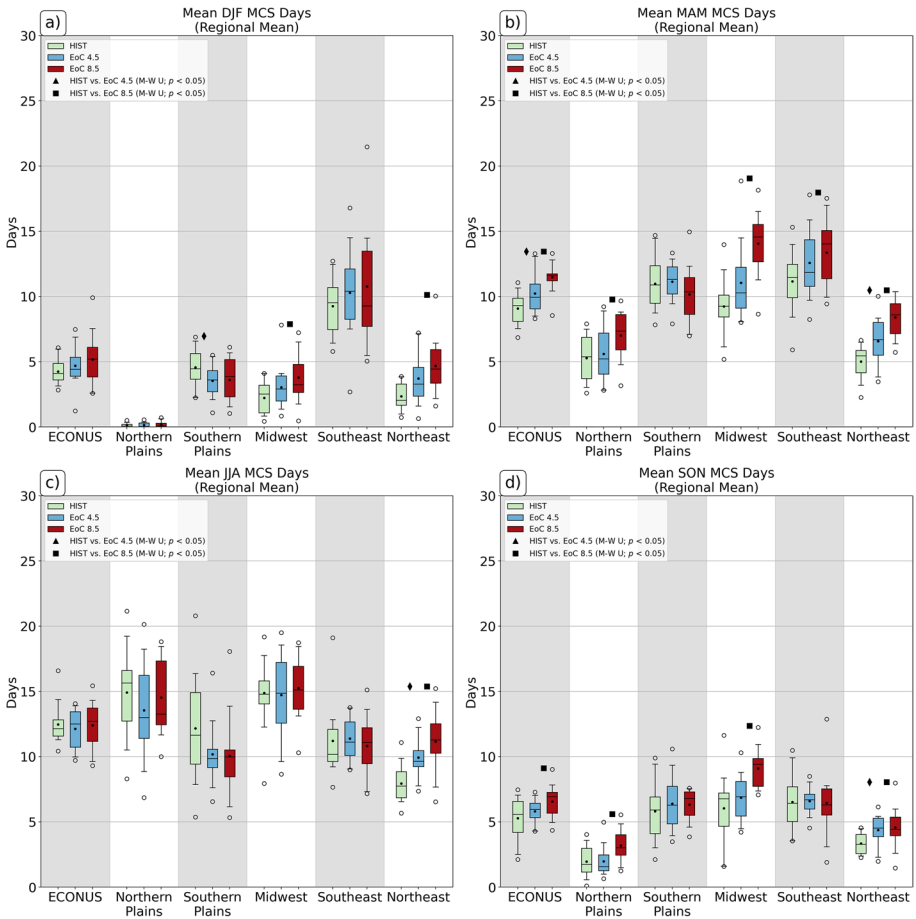 a)
Mean DJF MCS Days
(Regional Mean)
30
25
20
15
10
5
0
Days
HIST
EoC 4.5
EoC 8.5
HIST vs. EoC 4.5 (M-W U; p < 0.05)
HIST vs. EoC 8.5 (M-W U; p < 0.05)
ECONUS
Northern
Plains
Southern
Plains
Midwest
Southeast
Northeast
b)
Mean MAM MCS Days
(Regional Mean)
30
25
20
15
10
5
0
Days
HIST
EoC 4.5
EoC 8.5
HIST vs. EoC 4.5 (M-W U; p < 0.05)
HIST vs. EoC 8.5 (M-W U; p < 0.05)
ECONUS
Northern
Plains
Southern
Plains
Midwest
Southeast
Northeast
c)
Mean JJA MCS Days
(Regional Mean)
30
25
20
15
10
5
0
Days
HIST
EoC 4.5
EoC 8.5
HIST vs. EoC 4.5 (M-W U; p < 0.05)
HIST vs. EoC 8.5 (M-W U; p < 0.05)
ECONUS
Northern
Plains
Southern
Plains
Midwest
Southeast
Northeast
d)
Mean SON MCS Days
(Regional Mean)
30
25
20
15
10
5
0
Days
HIST
EoC 4.5
EoC 8.5
HIST vs. EoC 4.5 (M-W U; p < 0.05)
HIST vs. EoC 8.5 (M-W U; p < 0.05)
ECONUS
Northern
Plains
Southern
Plains
Midwest
Southeast
Northeast